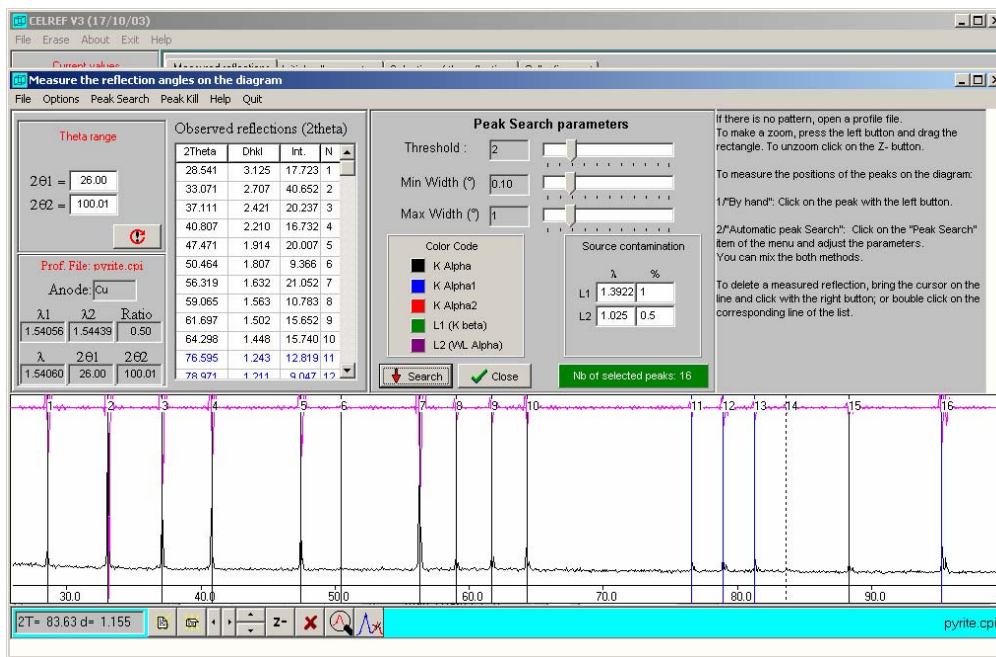 CELREF V3 (17/10/03)
File Erase About Exit Help
Current values
Measure the reflection angles on the diagram
File Options Peak Search Peak Kill Help Quit
Theta range
2θ1 = 26.00
2θ2 = 100.01
Prof. File: pyrite.cpi
Anode: Cu
λ1 λ2 Ratio
1.54056 1.54439 0.50
λ 2θ1 2θ2
1.54060 26.00 100.01
Observed reflections (2theta)
2Theta Dhkl Int. N
28.541 3.125 17.723 1
33.071 2.707 40.652 2
37.111 2.421 20.237 3
40.807 2.210 16.732 4
47.471 1.914 20.007 5
50.464 1.807 9.366 6
56.319 1.632 21.052 7
59.065 1.563 10.783 8
61.697 1.502 15.652 9
64.298 1.448 15.740 10
76.595 1.243 12.819 11
78.971 1.211 9.047 12
Peak Search parameters
Threshold : 2
Min Width (°) 0.10
Max Width (°) 1
Color Code
K Alpha
K Alpha1
K Alpha2
L1 (K beta)
L2 (WL Alpha)
Source contamination
λ %
L1 1.3922 1
L2 1.025 0.5
Search Close Nb of selected peaks: 16
If there is no pattern, open a profile file.
To make a zoom, press the left button and drag the
rectangle. To unzoom click on the Z- button.
To measure the positions of the peaks on the diagram:
1/"By hand": Click on the peak with the left button.
2/"Automatic peak Search": Click on the "Peak Search"
item of the menu and adjust the parameters.
You can mix the both methods.
To delete a measured reflection, bring the cursor on the
line and click with the right button; or bouble click on the
corresponding line of the list.
1 2 3 4 5 6 7 8 9 10 11 12 13 14 15 16
30.0 40.0 50.0 60.0 70.0 80.0 90.0
2T= 83.63 d= 1.155 Z- pyrite.cpi